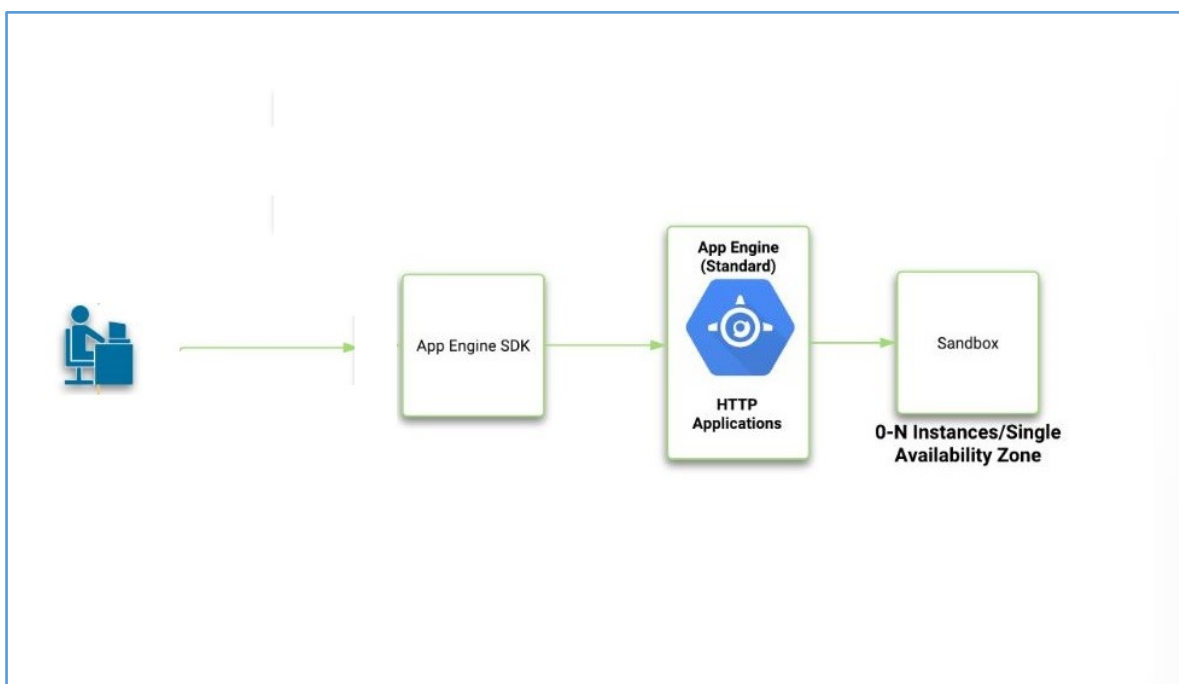 App Engine SDK
App Engine
(Standard)
HTTP
Applications
Sandbox
0-N Instances/Single
Availability Zone